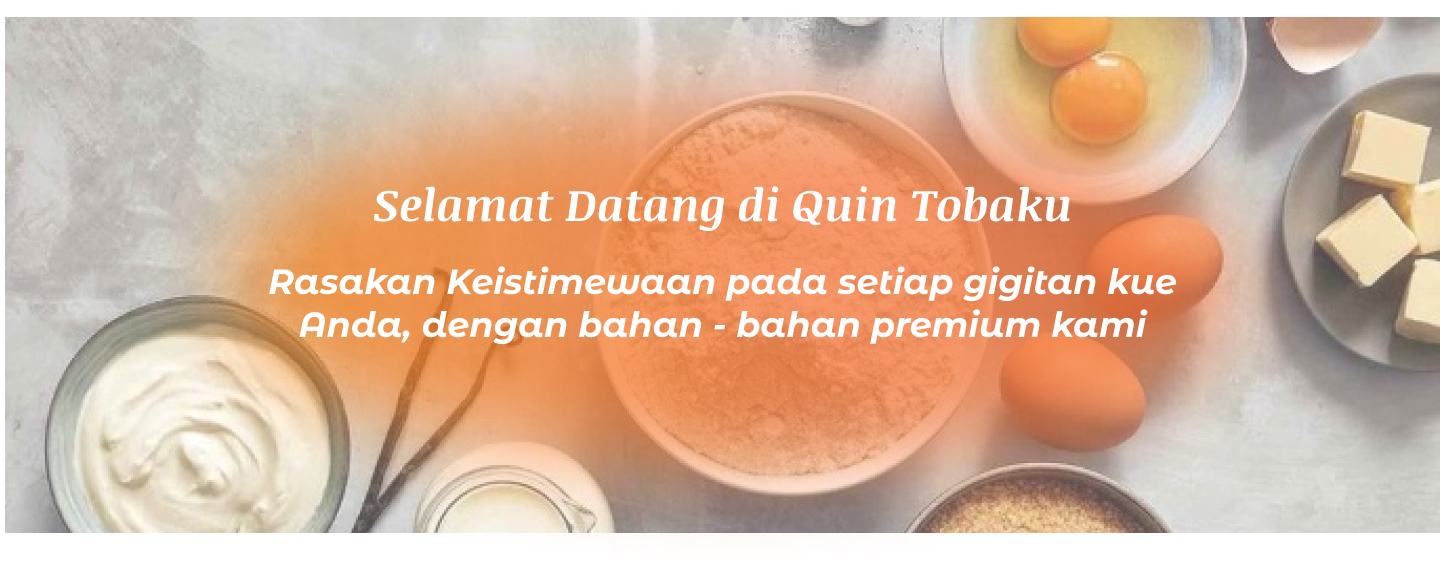 Selamat Datang di Quin Tobaku
Rasakan Keistimewaan pada setiap gigitan kue
Anda, dengan bahan - bahan premium kami